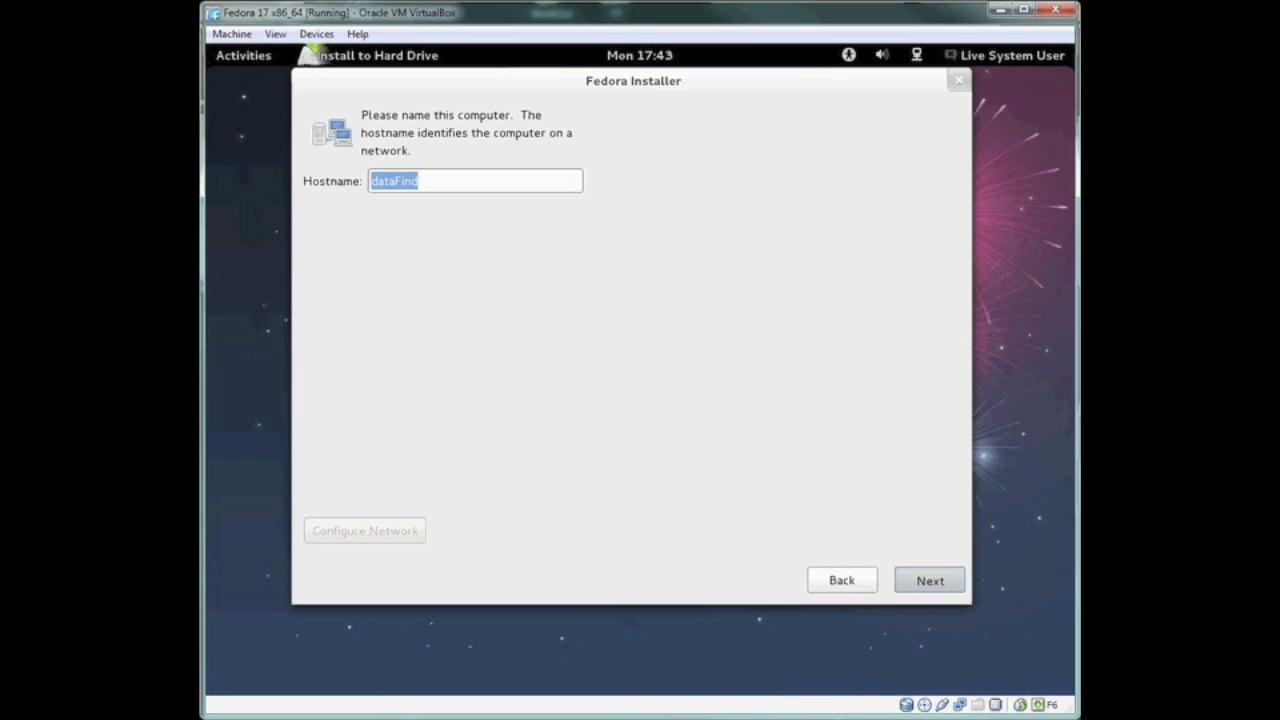 Fedora 17 x86_64 [Running] - Oracle VM VirtualBox
Machine View Devices Help
Activities Install to Hard Drive Mon 17:43 Live System User
Fedora Installer
Please name this computer. The
hostname identifies the computer on a
network.
Hostname: dataFind
Configure Network
Back Next
F6